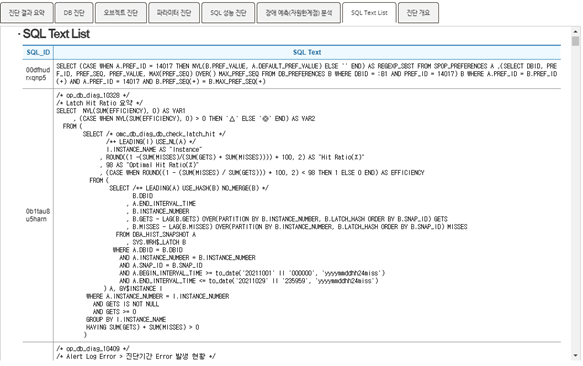 진단 결과 요약
DB 진단
오브젝트 진단
파라미터 진단
SQL 성능 진단
장애 예측(자원한계점) 분석
SQL Text List
진단 개요
· SQL Text List
SQL_ID
SQL Text
00dfhud
rxqnp5
SELECT (CASE WHEN A.PREF_ID = 14017 THEN NVL(B.PREF_VALUE, A.DEFAULT_PREF_VALUE) ELSE '' END) AS REGEXP_SBST FROM SPOP_PREFERENCES A ,(SELECT DBID, PRE
F_ID, PREF_SEQ, PREF_VALUE, MAX(PREF_SEQ) OVER() MAX_PREF_SEQ FROM DB_PREFERENCES B WHERE DBID = :B1 AND PREF_ID = 14017) B WHERE A.PREF_ID = B.PREF_ID
(+) AND A.PREF_ID = 14017 AND B.PREF_SEQ(+) = B.MAX_PREF_SEQ(+)
0b1tau8
u5harn
/* op_db_diag_10328 */
/* Latch Hit Ratio 요약 */
SELECT NVL(SUM(EFFICIENCY), 0) AS VAR1
, (CASE WHEN NVL(SUM(EFFICIENCY), 0) > 0 THEN '△' ELSE '◎' END) AS VAR2
FROM (
SELECT /* omc_db_diag_db_check_latch_hit */
/** LEADING(I) USE_NL(A) */
I.INSTANCE_NAME AS "Instance"
, ROUND((1 -(SUM(MISSES)/(SUM(GETS) + SUM(MISSES)))) * 100, 2) AS "Hit Ratio(%)"
, 98 AS "Optimal Hit Ratio(%)"
, (CASE WHEN ROUND((1 - (SUM(MISSES) / SUM(GETS))) * 100, 2) < 98 THEN 1 ELSE 0 END) AS EFFICIENCY
FROM (
SELECT /** LEADING(A) USE_HASH(B) NO_MERGE(B) */
B.DBID
, A.END_INTERVAL_TIME
, B.INSTANCE_NUMBER
, B.GETS - LAG(B.GETS) OVER(PARTITION BY B.INSTANCE_NUMBER, B.LATCH_HASH ORDER BY B.SNAP_ID) GETS
, B.MISSES - LAG(B.MISSES) OVER(PARTITION BY B.INSTANCE_NUMBER, B.LATCH_HASH ORDER BY B.SNAP_ID) MISSES
FROM DBA_HIST_SNAPSHOT A
, SYS.WRH$_LATCH B
WHERE A.DBID = B.DBID
AND A.INSTANCE_NUMBER = B.INSTANCE_NUMBER
AND A.SNAP_ID = B.SNAP_ID
AND A.BEGIN_INTERVAL_TIME >= to_date('20211001' || '000000', 'yyyymmddhh24miss')
AND A.END_INTERVAL_TIME <= to_date('20211029' || '235959', 'yyyymmddhh24miss')
) A, GV$INSTANCE I
WHERE A.INSTANCE_NUMBER = I.INSTANCE_NUMBER
AND GETS IS NOT NULL
AND GETS >= 0
GROUP BY I.INSTANCE_NAME
HAVING SUM(GETS) + SUM(MISSES) > 0
)
/* op_db_diag_10409 */
/* Alert Log Error > 진단기간 Error 발생 현황 */